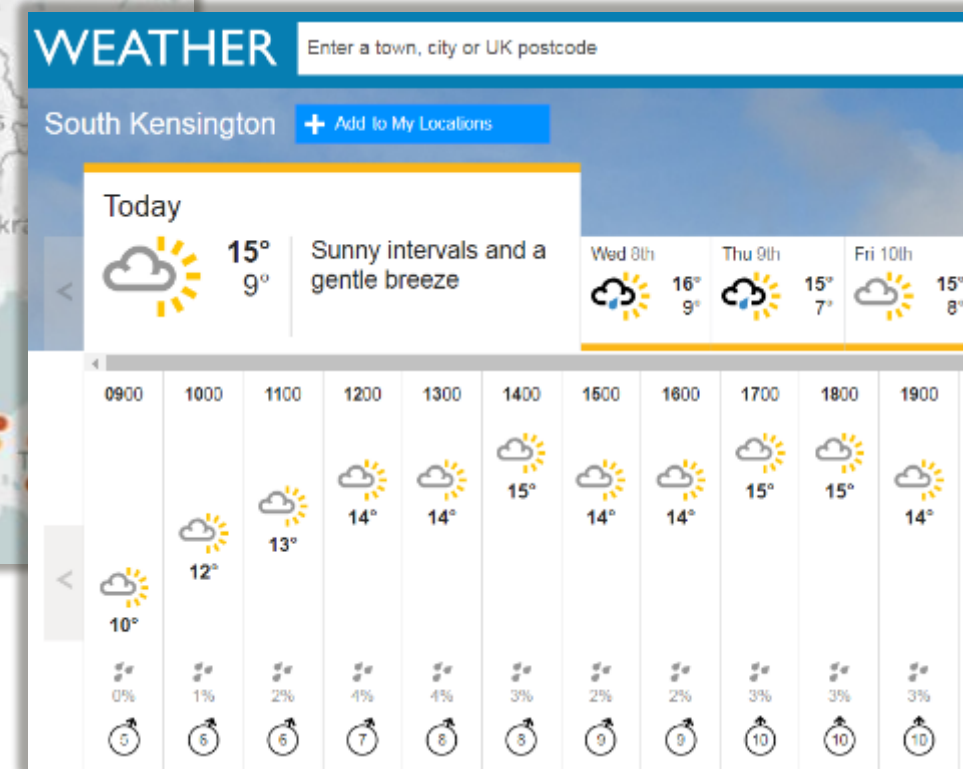 WEATHER
Enter a town, city or UK postcode
South Kensington
+ Add to My Locations
Today
15°
9°
Sunny intervals and a
gentle breeze
Wed 8th
16°
9°
Thu 9th
15°
7°
Fri 10th
15°
8°
0900 1000 1100 1200 1300 1400 1500 1600 1700 1800 1900
10° 12° 13° 14° 14° 15° 14° 14° 15° 15° 14°
0% 1% 2% 4% 4% 3% 2% 2% 3% 3% 3%
5 6 6 7 8 8 9 9 10 10 10